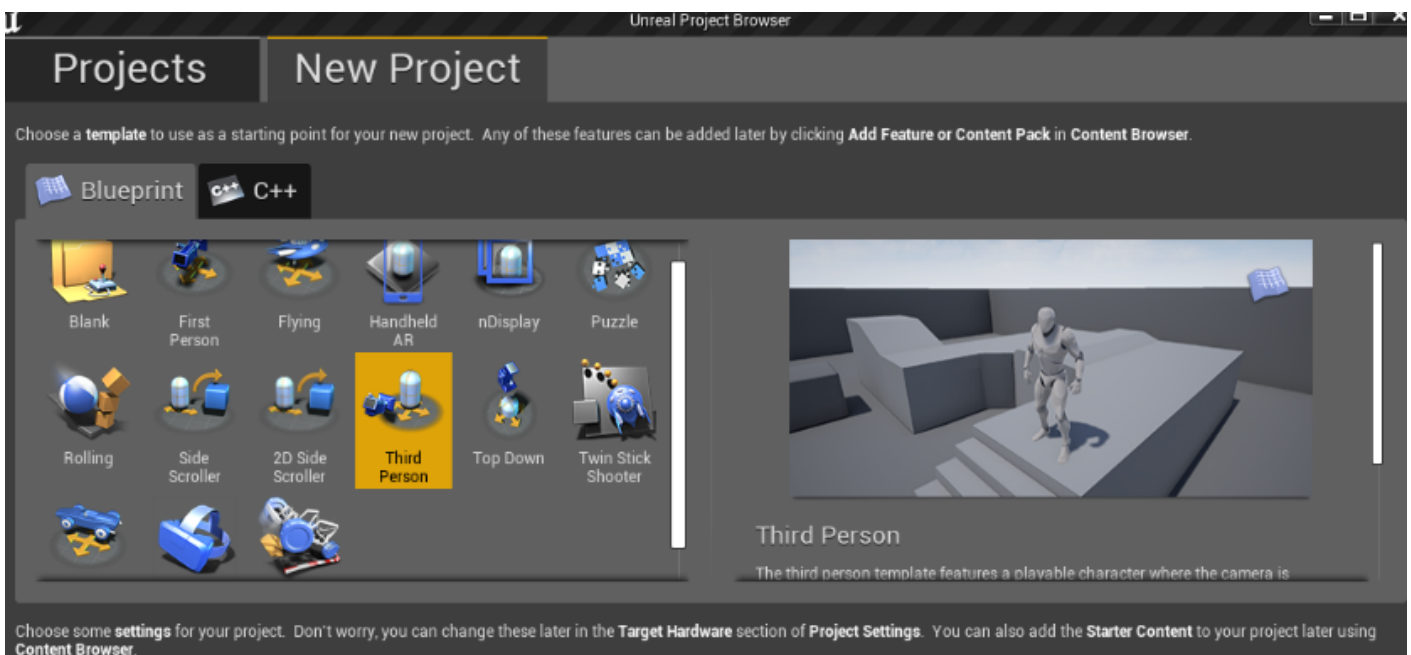 Unreal Project Browser
Projects
New Project
Choose a template to use as a starting point for your new project. Any of these features can be added later by clicking Add Feature or Content Pack in Content Browser.
Blueprint
C++
C++
Blank
First
Person
Flying
Handheld
AR
nDisplay
Puzzle
Rolling
Side
Scroller
2D Side
Scroller
Third
Person
Top Down
Twin Stick
Shooter
Third Person
The third person template features a playable character where the camera is
Choose some settings for your project. Don't worry, you can change these later in the Target Hardware section of Project Settings. You can also add the Starter Content to your project later using
Content Browser.